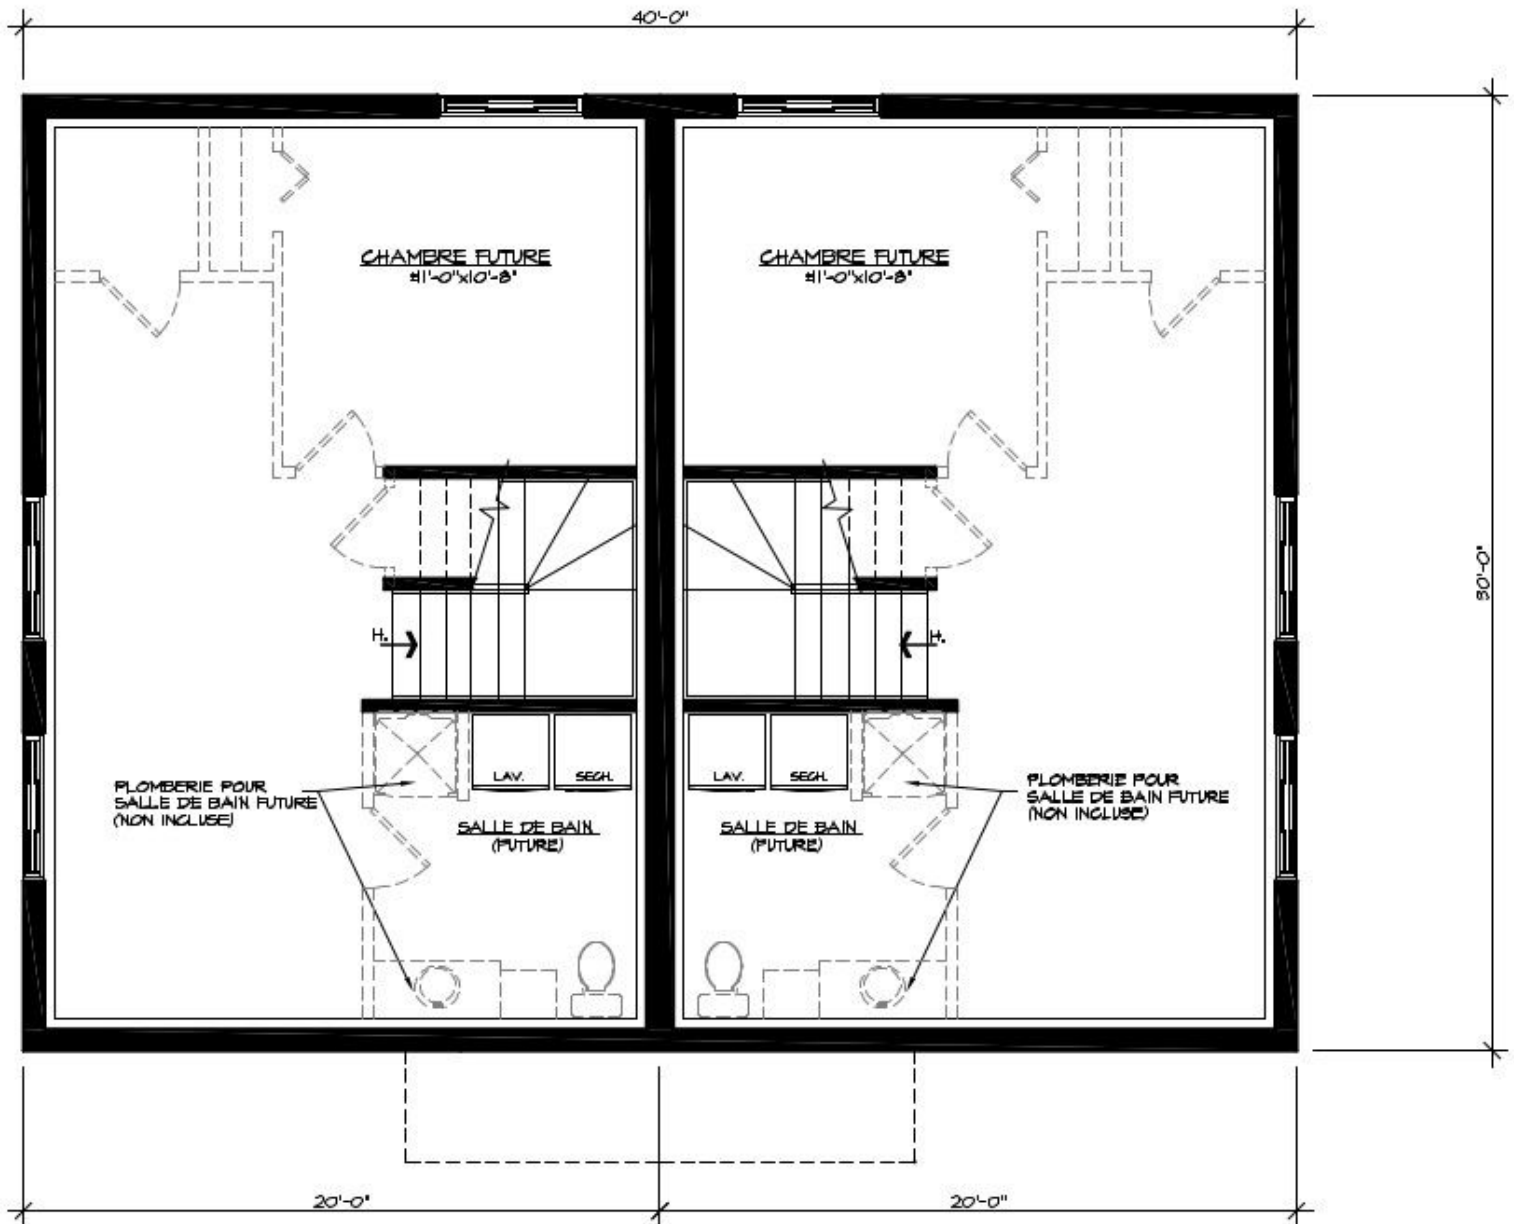 40'-0"
CHAMBRE FUTURE
±11'-0"x10'-8"
CHAMBRE FUTURE
±11'-0"x10'-8"
30'-0"
H.
H.
LAV.
SECH.
LAV.
SECH.
PLOMBERIE POUR
SALLE DE BAIN FUTURE
(NON INCLUSE)
PLOMBERIE POUR
SALLE DE BAIN FUTURE
(NON INCLUSE)
SALLE DE BAIN
(FUTURE)
SALLE DE BAIN
(FUTURE)
20'-0"
20'-0"